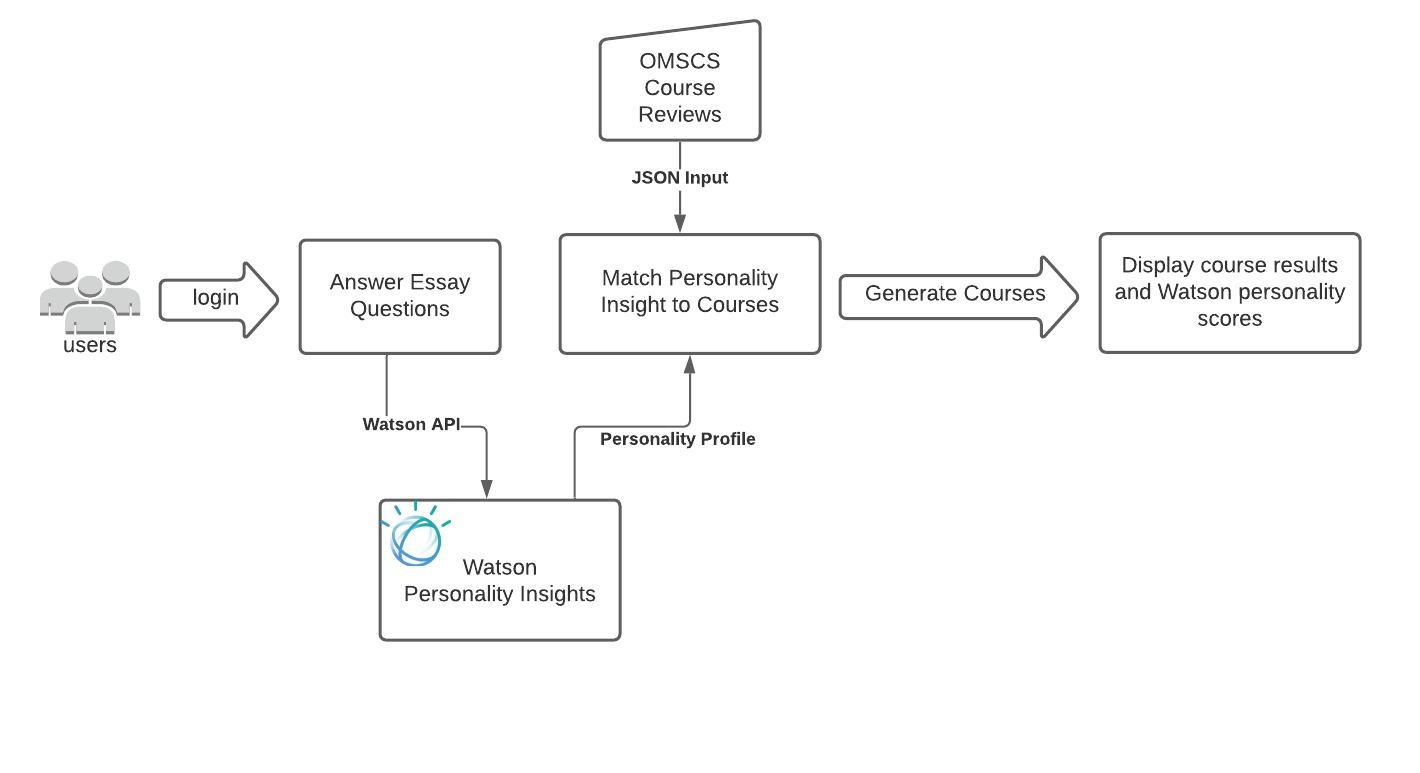 OMSCS
Course
Reviews
JSON Input
users
login
Answer Essay
Questions
Match Personality
Insight to Courses
Generate Courses
Display course results
and Watson personality
scores
Watson API
Personality Profile
Watson
Personality Insights